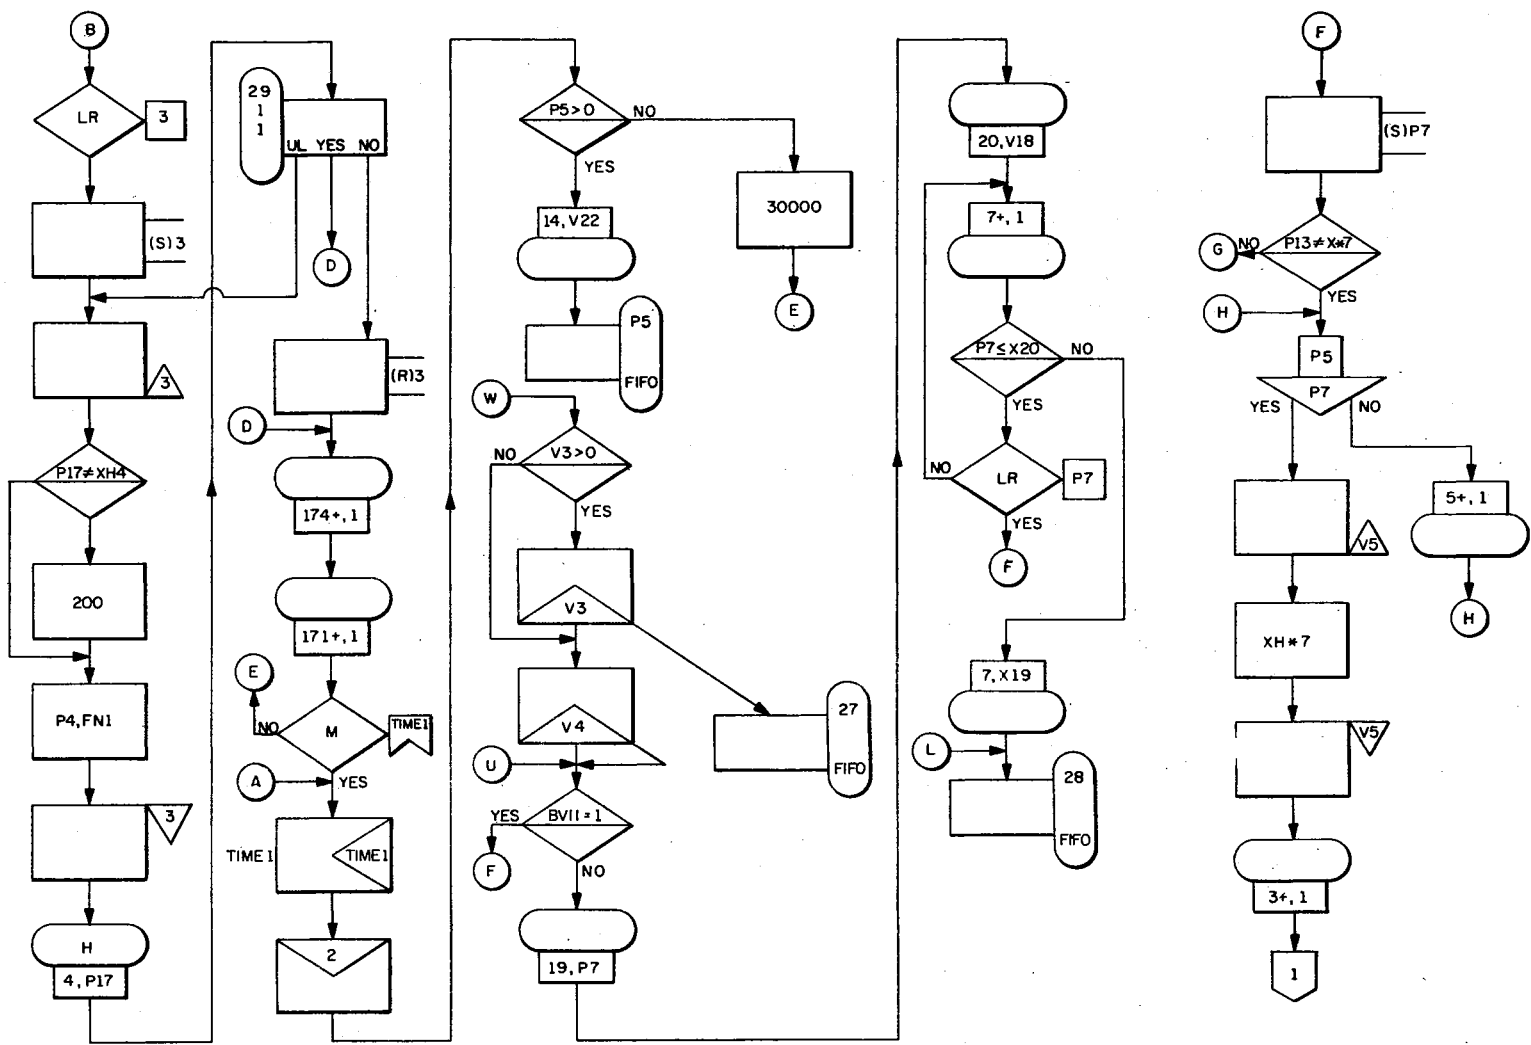 B
LR
3
(S)3
3
P17≠XH4
200
P4,FN1
3
H
4,P17
29
1
1
UL YES NO
D
(R)3
D
174+,1
171+,1
E
NO
M
TIME1
A
YES
TIME1
TIME1
2
P5>0
NO
YES
14,V22
30000
E
P5
FIFO
W
NO
V3>0
YES
V3
V4
27
FIFO
U
YES
BV11=1
F
NO
19,P7
20,V18
7+,1
P7≤X20
NO
YES
NO
LR
P7
YES
F
7,X19
L
28
FIFO
F
(S)P7
G
NO
P13≠X*7
YES
H
P5
P7
YES
NO
5+,1
V5
H
XH*7
V5
3+,1
1